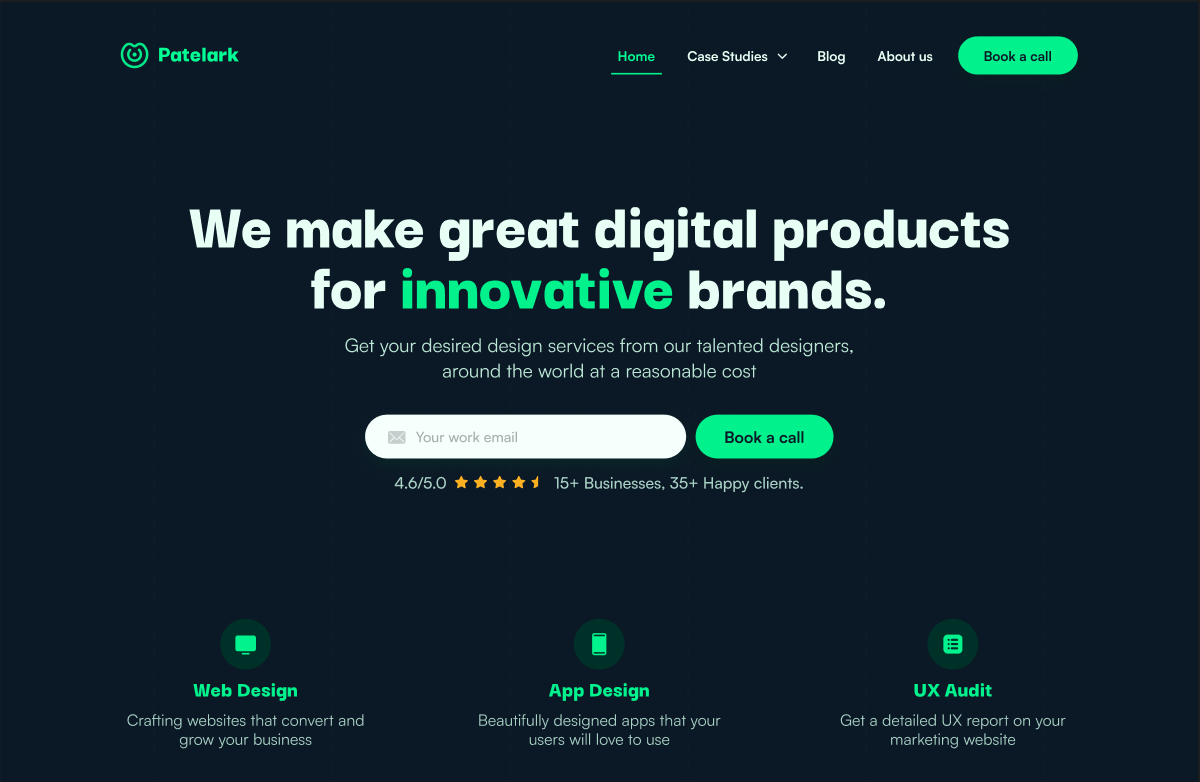 Patelark
Home
Case Studies
Blog
About us
Book a call
We make great digital products
for innovative brands.
Get your desired design services from our talented designers,
around the world at a reasonable cost
Your work email
Book a call
4.6/5.0
15+ Businesses, 35+ Happy clients.
Web Design
Crafting websites that convert and
grow your business
App Design
Beautifully designed apps that your
users will love to use
UX Audit
Get a detailed UX report on your
marketing website